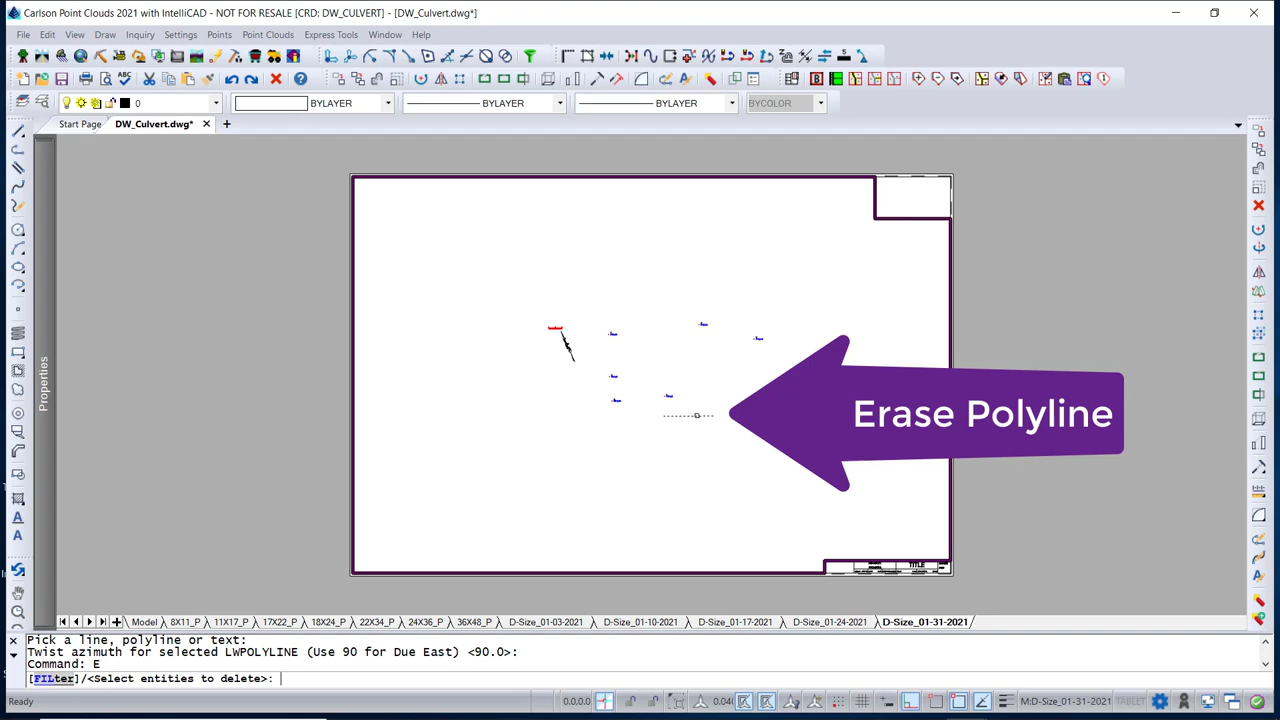 Carlson Point Clouds 2021 with IntelliCAD - NOT FOR RESALE [CRD: DW_CULVERT] - [DW_Culvert.dwg*]
File Edit View Draw Inquiry Settings Points Point Clouds Express Tools Window Help
0 BYLAYER BYLAYER BYLAYER BYCOLOR
Start Page DW_Culvert.dwg*
Properties
Erase Polyline
TITLE
Model 8X11_P 11X17_P 17X22_P 18X24_P 22X34_P 24X36_P 36X48_P D-Size_01-03-2021 D-Size_01-10-2021 D-Size_01-17-2021 D-Size_01-24-2021 D-Size_01-31-2021
Pick a line, polyline or text:
Twist azimuth for selected LWPOLYLINE (Use 90 for Due East) <90.0>:
Command: E
[FILter]/<Select entities to delete>:
Ready 0.0.0.0 0.040 M:D-Size_01-31-2021 TABLET